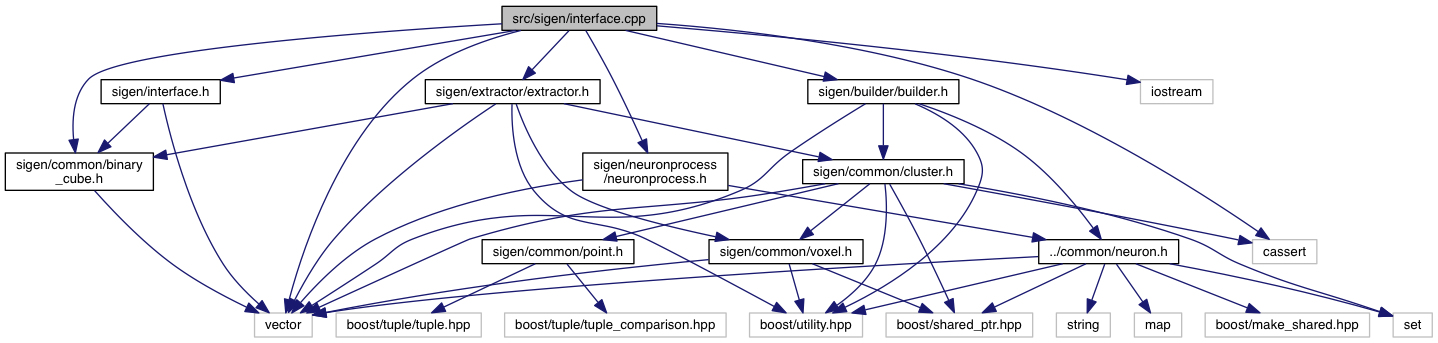 src/sigen/interface.cpp
sigen/interface.h
sigen/extractor/extractor.h
sigen/builder/builder.h
iostream
sigen/common/binary
_cube.h
sigen/neuronprocess
/neuronprocess.h
sigen/common/cluster.h
sigen/common/point.h
sigen/common/voxel.h
../common/neuron.h
cassert
vector
boost/tuple/tuple.hpp
boost/tuple/tuple_comparison.hpp
boost/utility.hpp
boost/shared_ptr.hpp
string
map
boost/make_shared.hpp
set